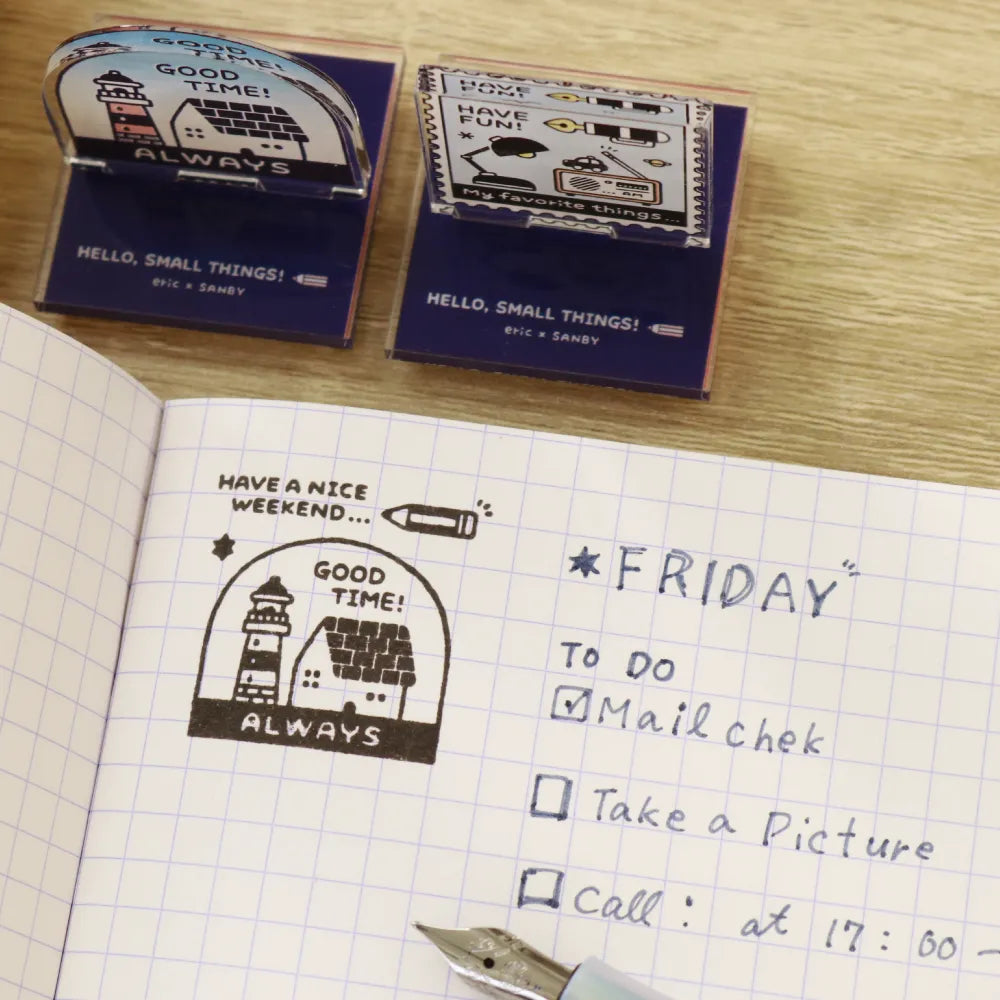 GOOD
TIME!
GOOD
TIME!
ALWAYS
HELLO, SMALL THINGS!
eric x SANBY
HAVE
FUN!
HAVE
FUN!
AM
My favorite things...
HELLO, SMALL THINGS!
eric x SANBY
HAVE A NICE
WEEKEND...
GOOD
TIME!
ALWAYS
FRIDAY
TO DO
Mail chek
Take a Picture
Call : at 17 : 00 –